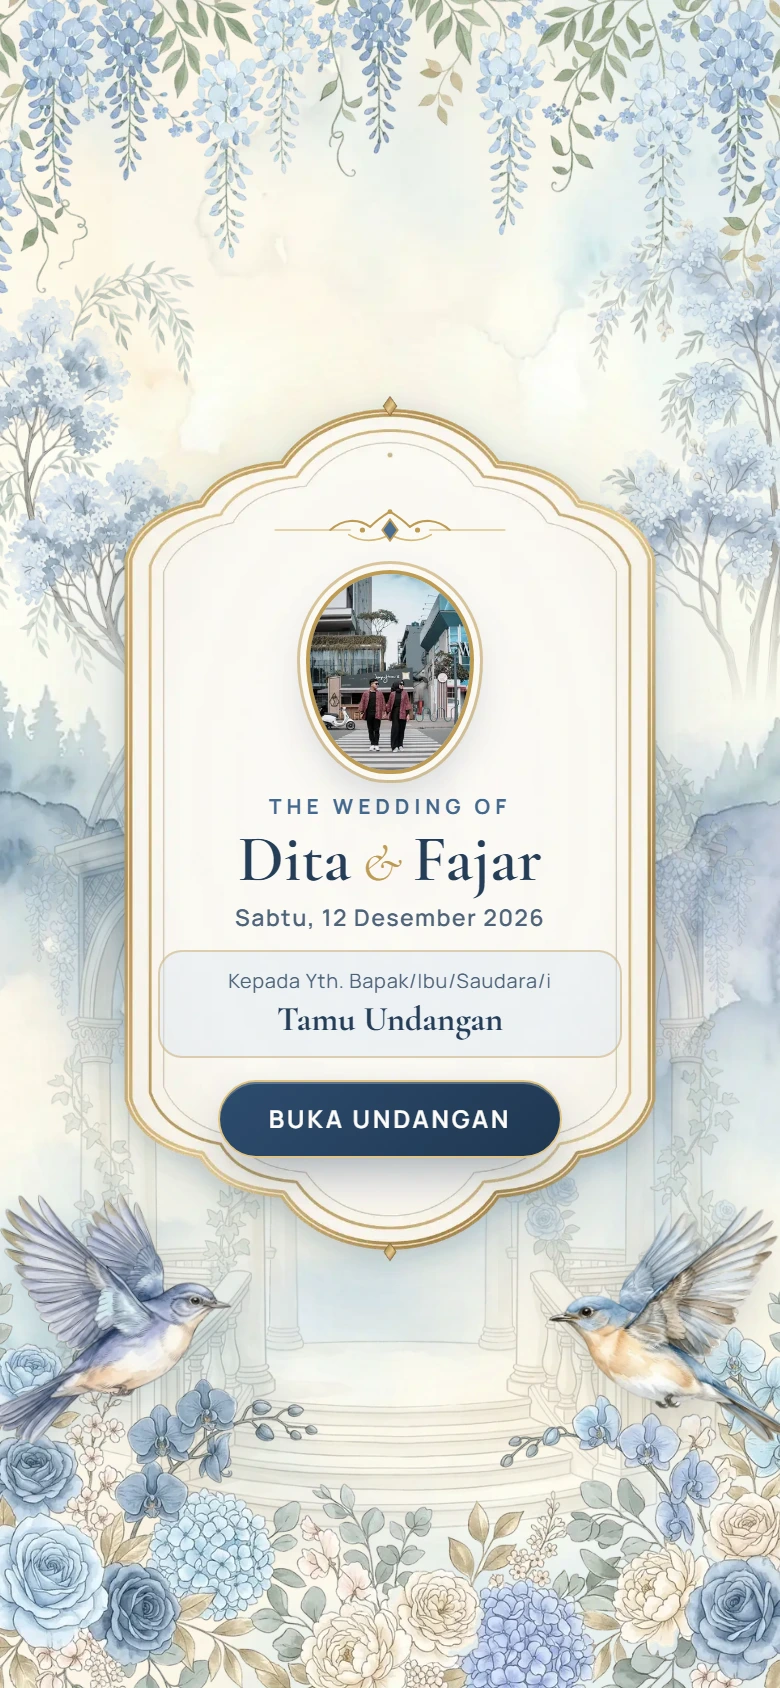 THE WEDDING OF
Dita & Fajar
Sabtu, 12 Desember 2026
Kepada Yth. Bapak/Ibu/Saudara/i
Tamu Undangan
BUKA UNDANGAN